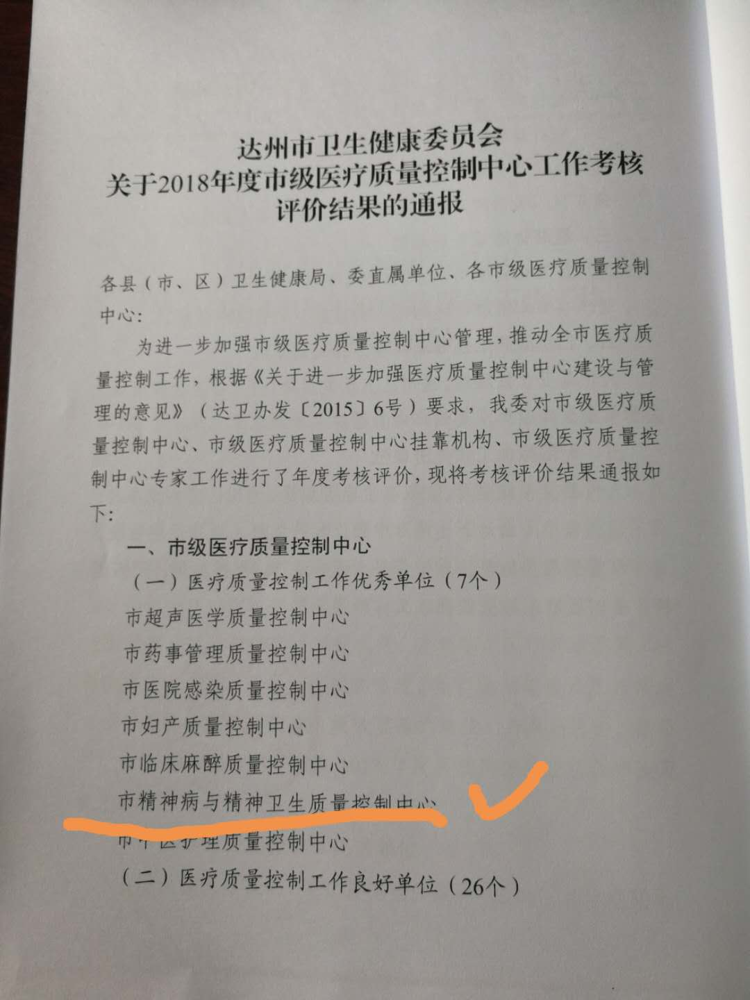 达州市卫生健康委员会
关于2018年度市级医疗质量控制中心工作考核
评价结果的通报
各县（市、区）卫生健康局、委直属单位、各市级医疗质量控制
中心：
为进一步加强市级医疗质量控制中心管理，推动全市医疗质
量控制工作，根据《关于进一步加强医疗质量控制中心建设与管
理的意见》（达卫办发〔2015〕6号）要求，我委对市级医疗质
量控制中心、市级医疗质量控制中心挂靠机构、市级医疗质量控
制中心专家工作进行了年度考核评价，现将考核评价结果通报如
下：
一、市级医疗质量控制中心
（一）医疗质量控制工作优秀单位（7个）
市超声医学质量控制中心
市药事管理质量控制中心
市医院感染质量控制中心
市妇产质量控制中心
市临床麻醉质量控制中心
市精神病与精神卫生质量控制中心
市中医护理质量控制中心
（二）医疗质量控制工作良好单位（26个）